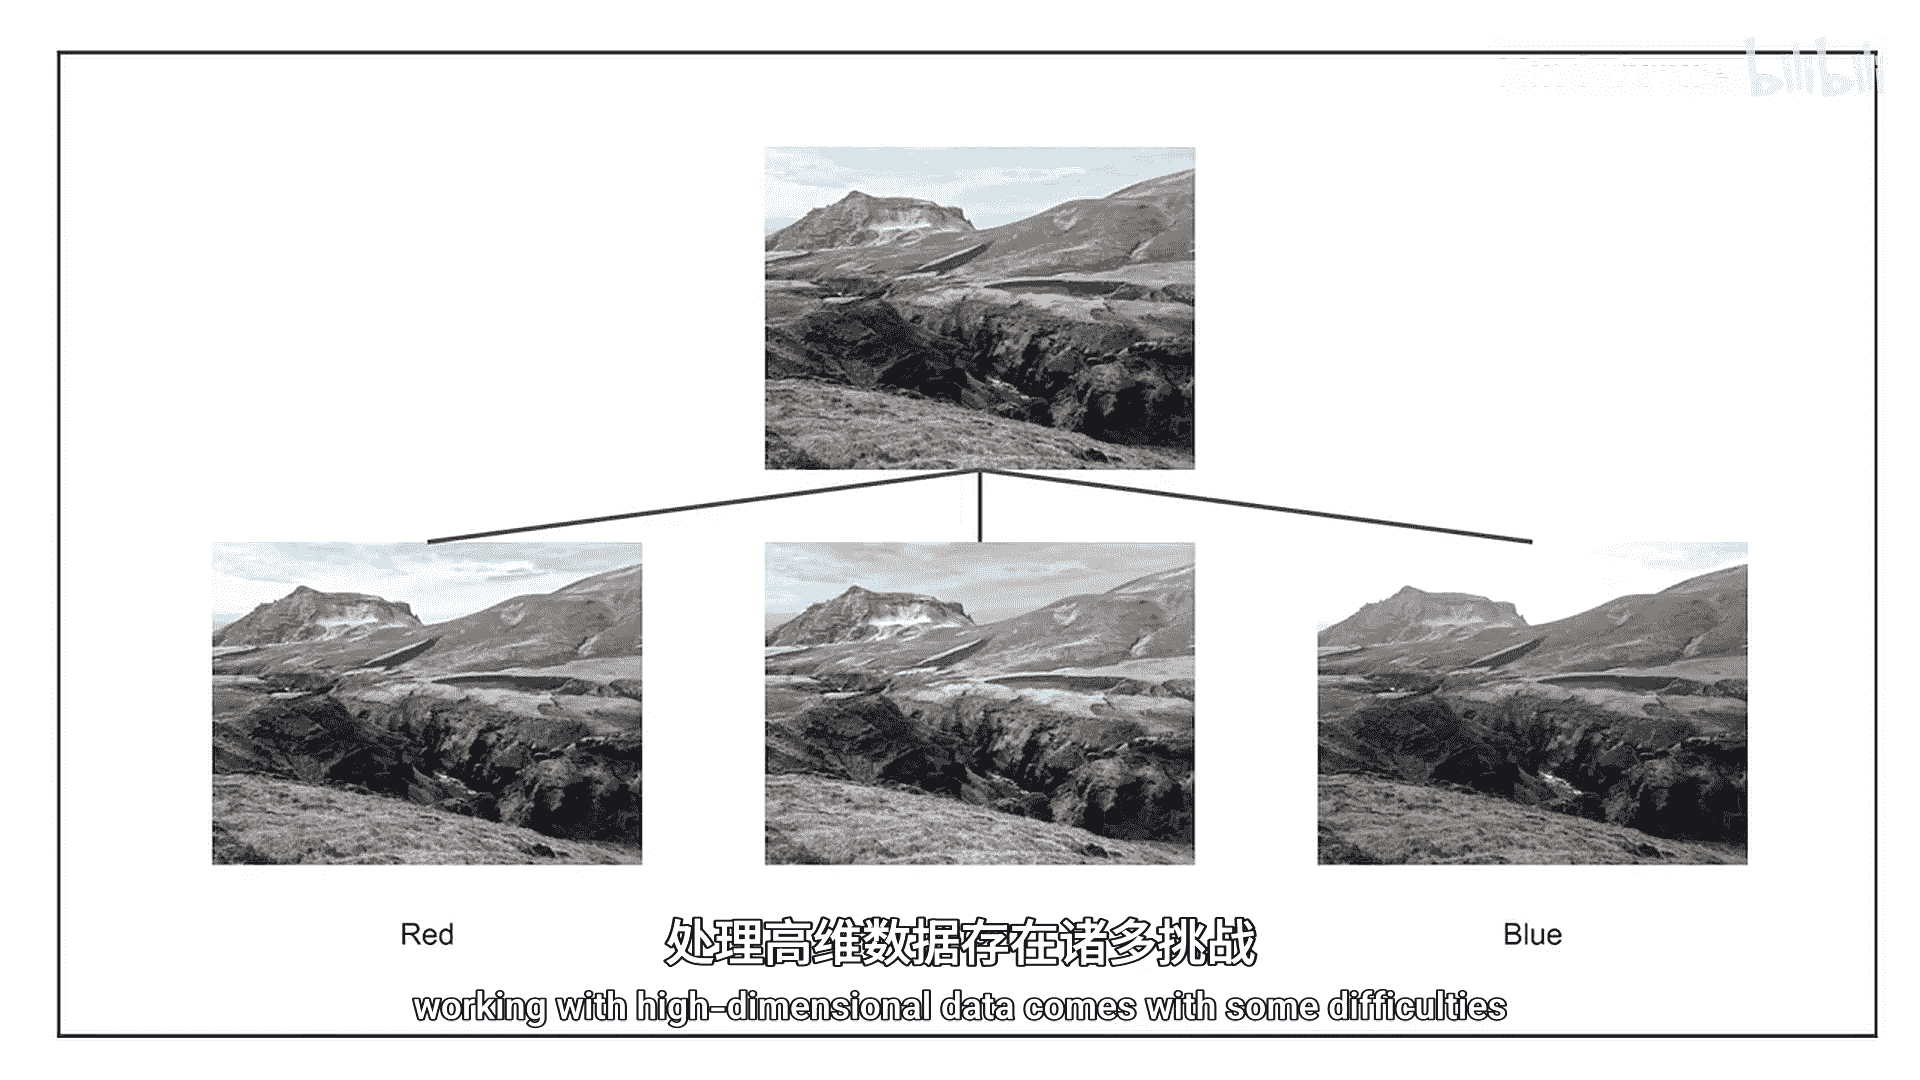 bilibili
Red
Blue
处理高维数据存在诸多挑战
working with high-dimensional data comes with some difficulties